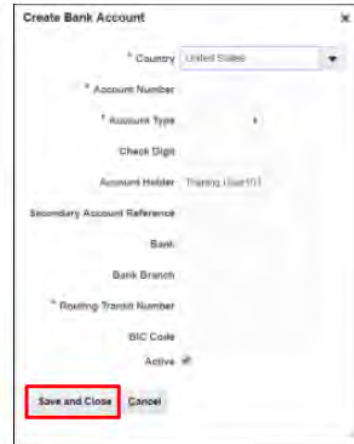 Create Bank Account
* Country United States
* Account Number
* Account Type
Check Digit
Account Holder Training User101
Secondary Account Reference
Bank
Bank Branch
* Routing Transit Number
BIC Code
Active
Save and Close Cancel